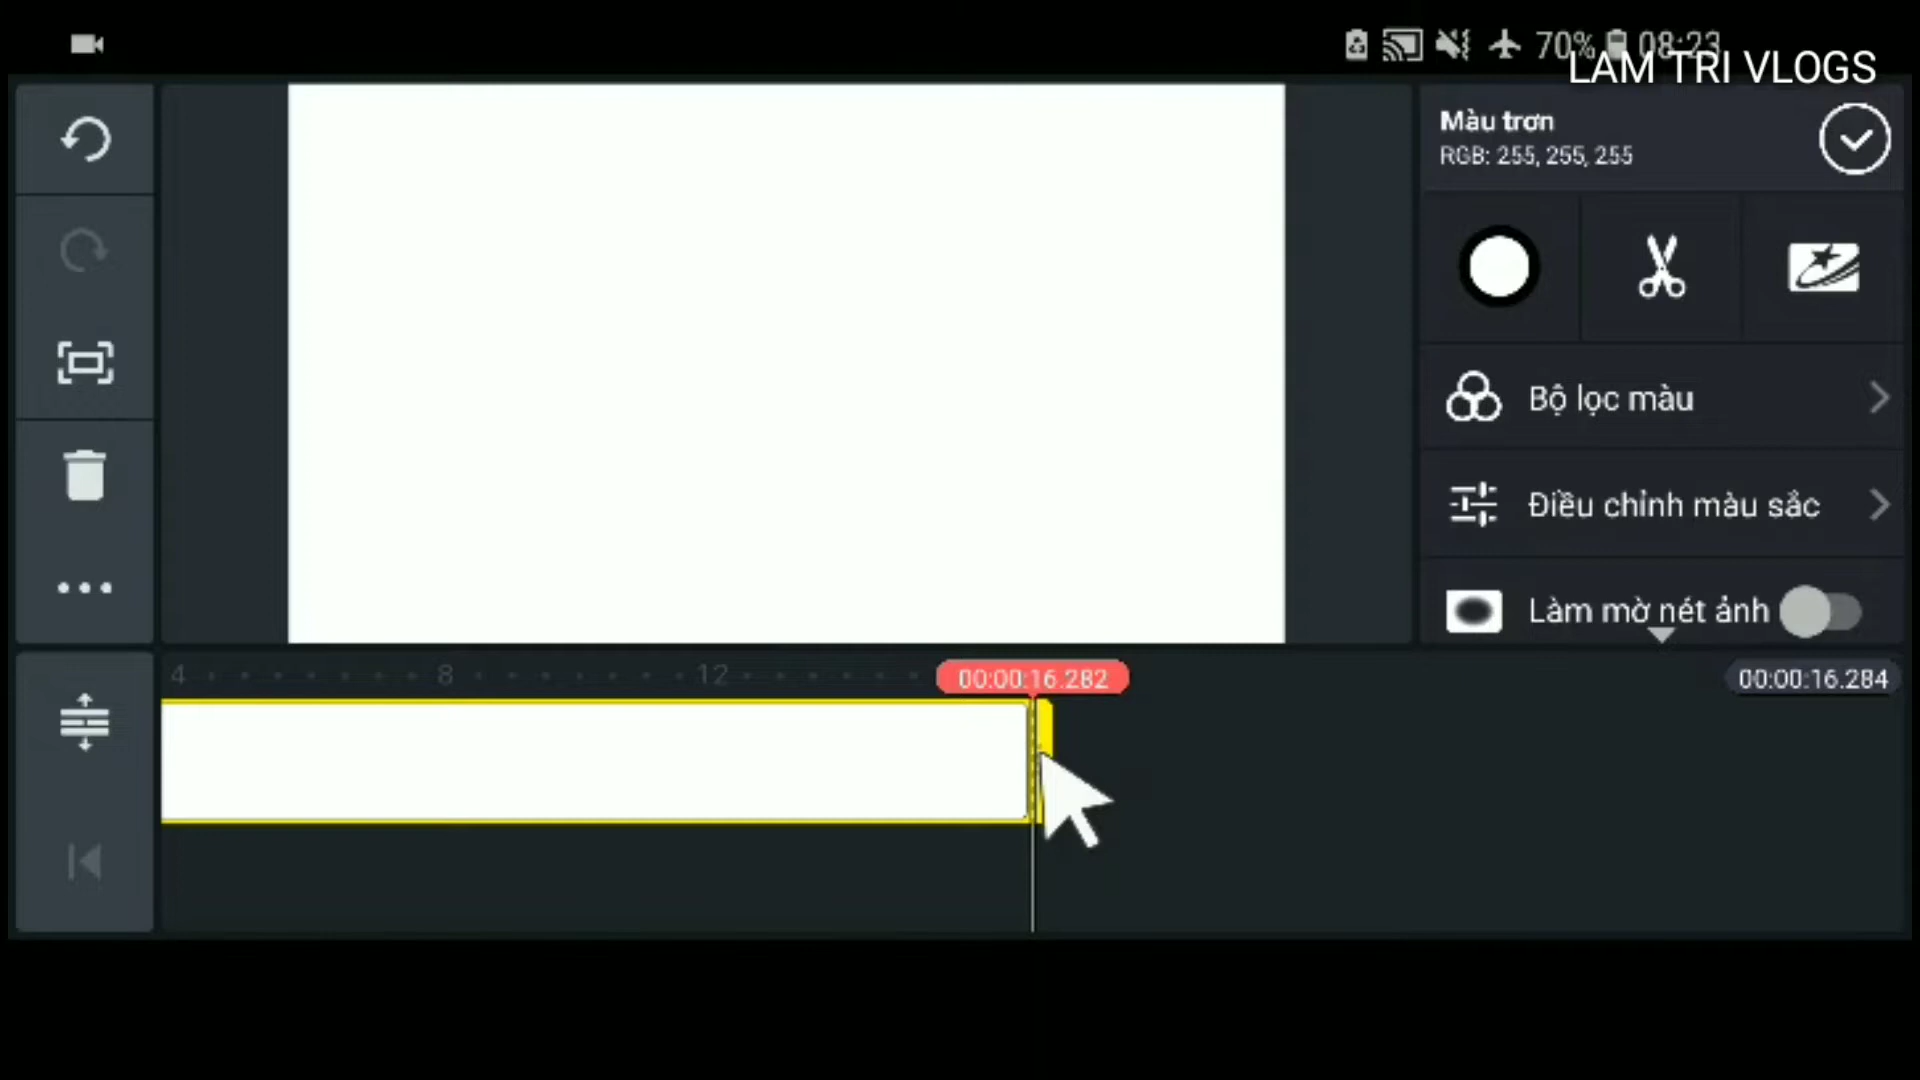 70% 08:23
LAM TRI VLOGS
Màu trơn
RGB: 255, 255, 255
Bộ lọc màu
Điều chỉnh màu sắc
Làm mờ nét ảnh
4 8 12
00:00:16.282
00:00:16.284